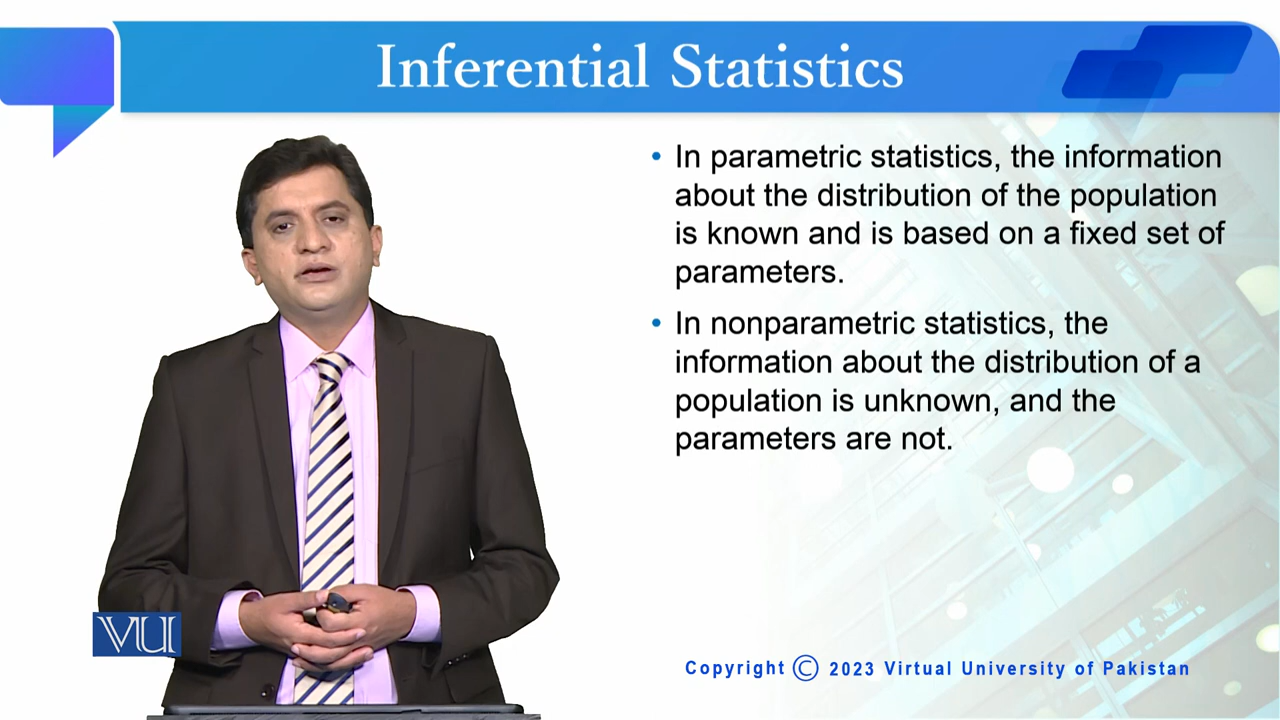 Inferential Statistics
• In parametric statistics, the information
about the distribution of the population
is known and is based on a fixed set of
parameters.
• In nonparametric statistics, the
information about the distribution of a
population is unknown, and the
parameters are not.
VU
Copyright © 2023 Virtual University of Pakistan